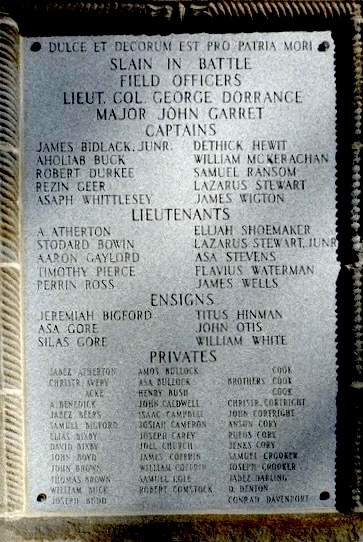 DULCE ET DECORUM EST PRO PATRIA MORI
SLAIN IN BATTLE
FIELD OFFICERS
LIEUT. COL. GEORGE DORRANCE
MAJOR JOHN GARRET
CAPTAINS
JAMES BIDLACK, JUNR. DETHICK HEWIT
AHOLIAB BUCK WILLIAM MCKERACHAN
ROBERT DURKEE SAMUEL RANSOM
REZIN GEER LAZARUS STEWART
ASAPH WHITTLESEY JAMES WIGTON
LIEUTENANTS
A ATHERTON ELIJAH SHOEMAKER
STODARD BOWIN LAZARUS STEWART, JUNR
AARON GAYLORD ASA STEVENS
TIMOTHY PIERCE FLAVIUS WATERMAN
PERRIN ROSS JAMES WELLS
ENSIGNS
JEREMIAH BIGFORD TITUS HINMAN
ASA GORE JOHN OTIS
SILAS GORE WILLIAM WHITE
PRIVATES
JABEZ ATHERTON AMOS BULLOCK COOK
CHRISTR. AVERY ASA BULLOCK BROTHERS COOK
ACKE HENRY BUSH COOK
A. BENEDICK JOHN CALDWELL CHRISTR. CORTRIGHT
JABEZ BEERS ISAAC CAMPBELL JOHN CORTRIGHT
SAMUEL BIGFORD JOSIAH CAMERON ANSON CORY
ELIAS BIXBY JOSEPH CAREY RUFUS CORY
DAVID BIXBY JOEL CHURCH JENKS CORY
JOHN BOYD JAMES COFFRIN SAMUEL CROOKER
JOHN BROWN WILLIAM COFFRIN JOSEPH CROOKER
THOMAS BROWN SAMUEL COLE JABEZ DARLING
WILLIAM BUCK ROBERT COMSTOCK D. DENTON
JOSEPH BUDD CONRAD DAVENPORT